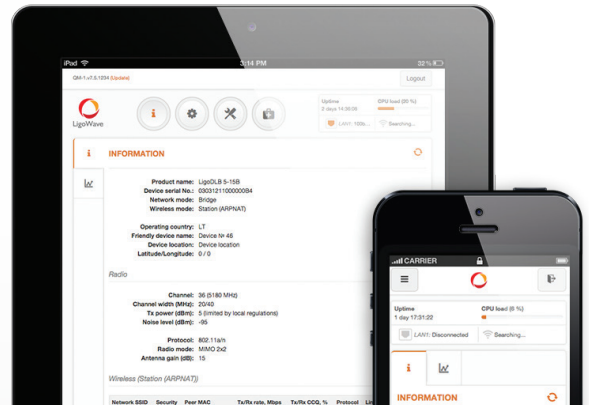 iPad
3:14 PM
32%
QM-1.v7.5.1234 (Update)
Logout
LigoWave
Uptime
CPU load (60 %)
2 days 14:39:09
LAN1: 100b...
Searching...
INFORMATION
Product name: LigoDLB 5-15B
Device serial No.: 03031211000000B4
Network mode: Bridge
Wireless mode: Station (ARPNAT)
Operating country: LT
Friendly device name: Device № 46
Device location: Device location
Latitude/Longitude: 0 / 0
Radio
Channel: 36 (5180 MHz)
Channel width (MHz): 20/40
Tx power (dBm): 5 (limited by local regulations)
Noise level (dBm): -95
Protocol: 802.11a/n
Radio mode: MIMO 2x2
Antenna gain (dB): 15
Wireless (Station (ARPNAT))
Network SSID Security Peer MAC Tx/Rx rate, Mbps Tx/Rx CCQ, % Protocol
CARRIER
Uptime
CPU load (6 %)
1 day 17:31:22
LAN1: Disconnected
Searching...
INFORMATION